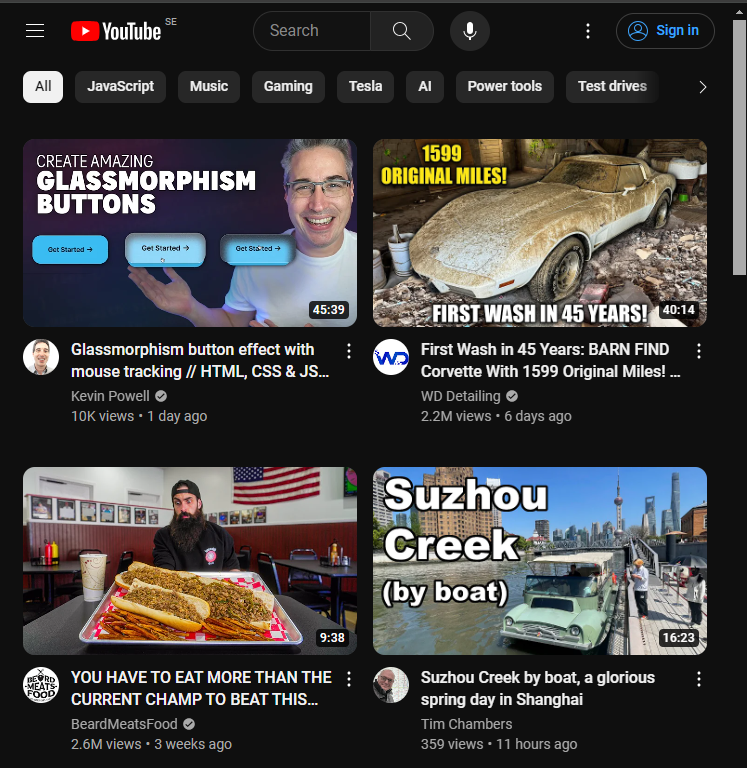 YouTube SE
Search
Sign in
All
JavaScript
Music
Gaming
Tesla
AI
Power tools
Test drives
CREATE AMAZING
GLASSMORPHISM
BUTTONS
Get Started →
Get Started →
Get Started →
45:39
1599
ORIGINAL MILES!
FIRST WASH IN 45 YEARS!
40:14
Glassmorphism button effect with
mouse tracking // HTML, CSS & JS...
Kevin Powell
10K views • 1 day ago
WD
First Wash in 45 Years: BARN FIND
Corvette With 1599 Original Miles! ...
WD Detailing
2.2M views • 6 days ago
9:38
Suzhou
Creek
(by boat)
16:23
BEARD
MEATS
FOOD
YOU HAVE TO EAT MORE THAN THE
CURRENT CHAMP TO BEAT THIS...
BeardMeatsFood
2.6M views • 3 weeks ago
Suzhou Creek by boat, a glorious
spring day in Shanghai
Tim Chambers
359 views • 11 hours ago